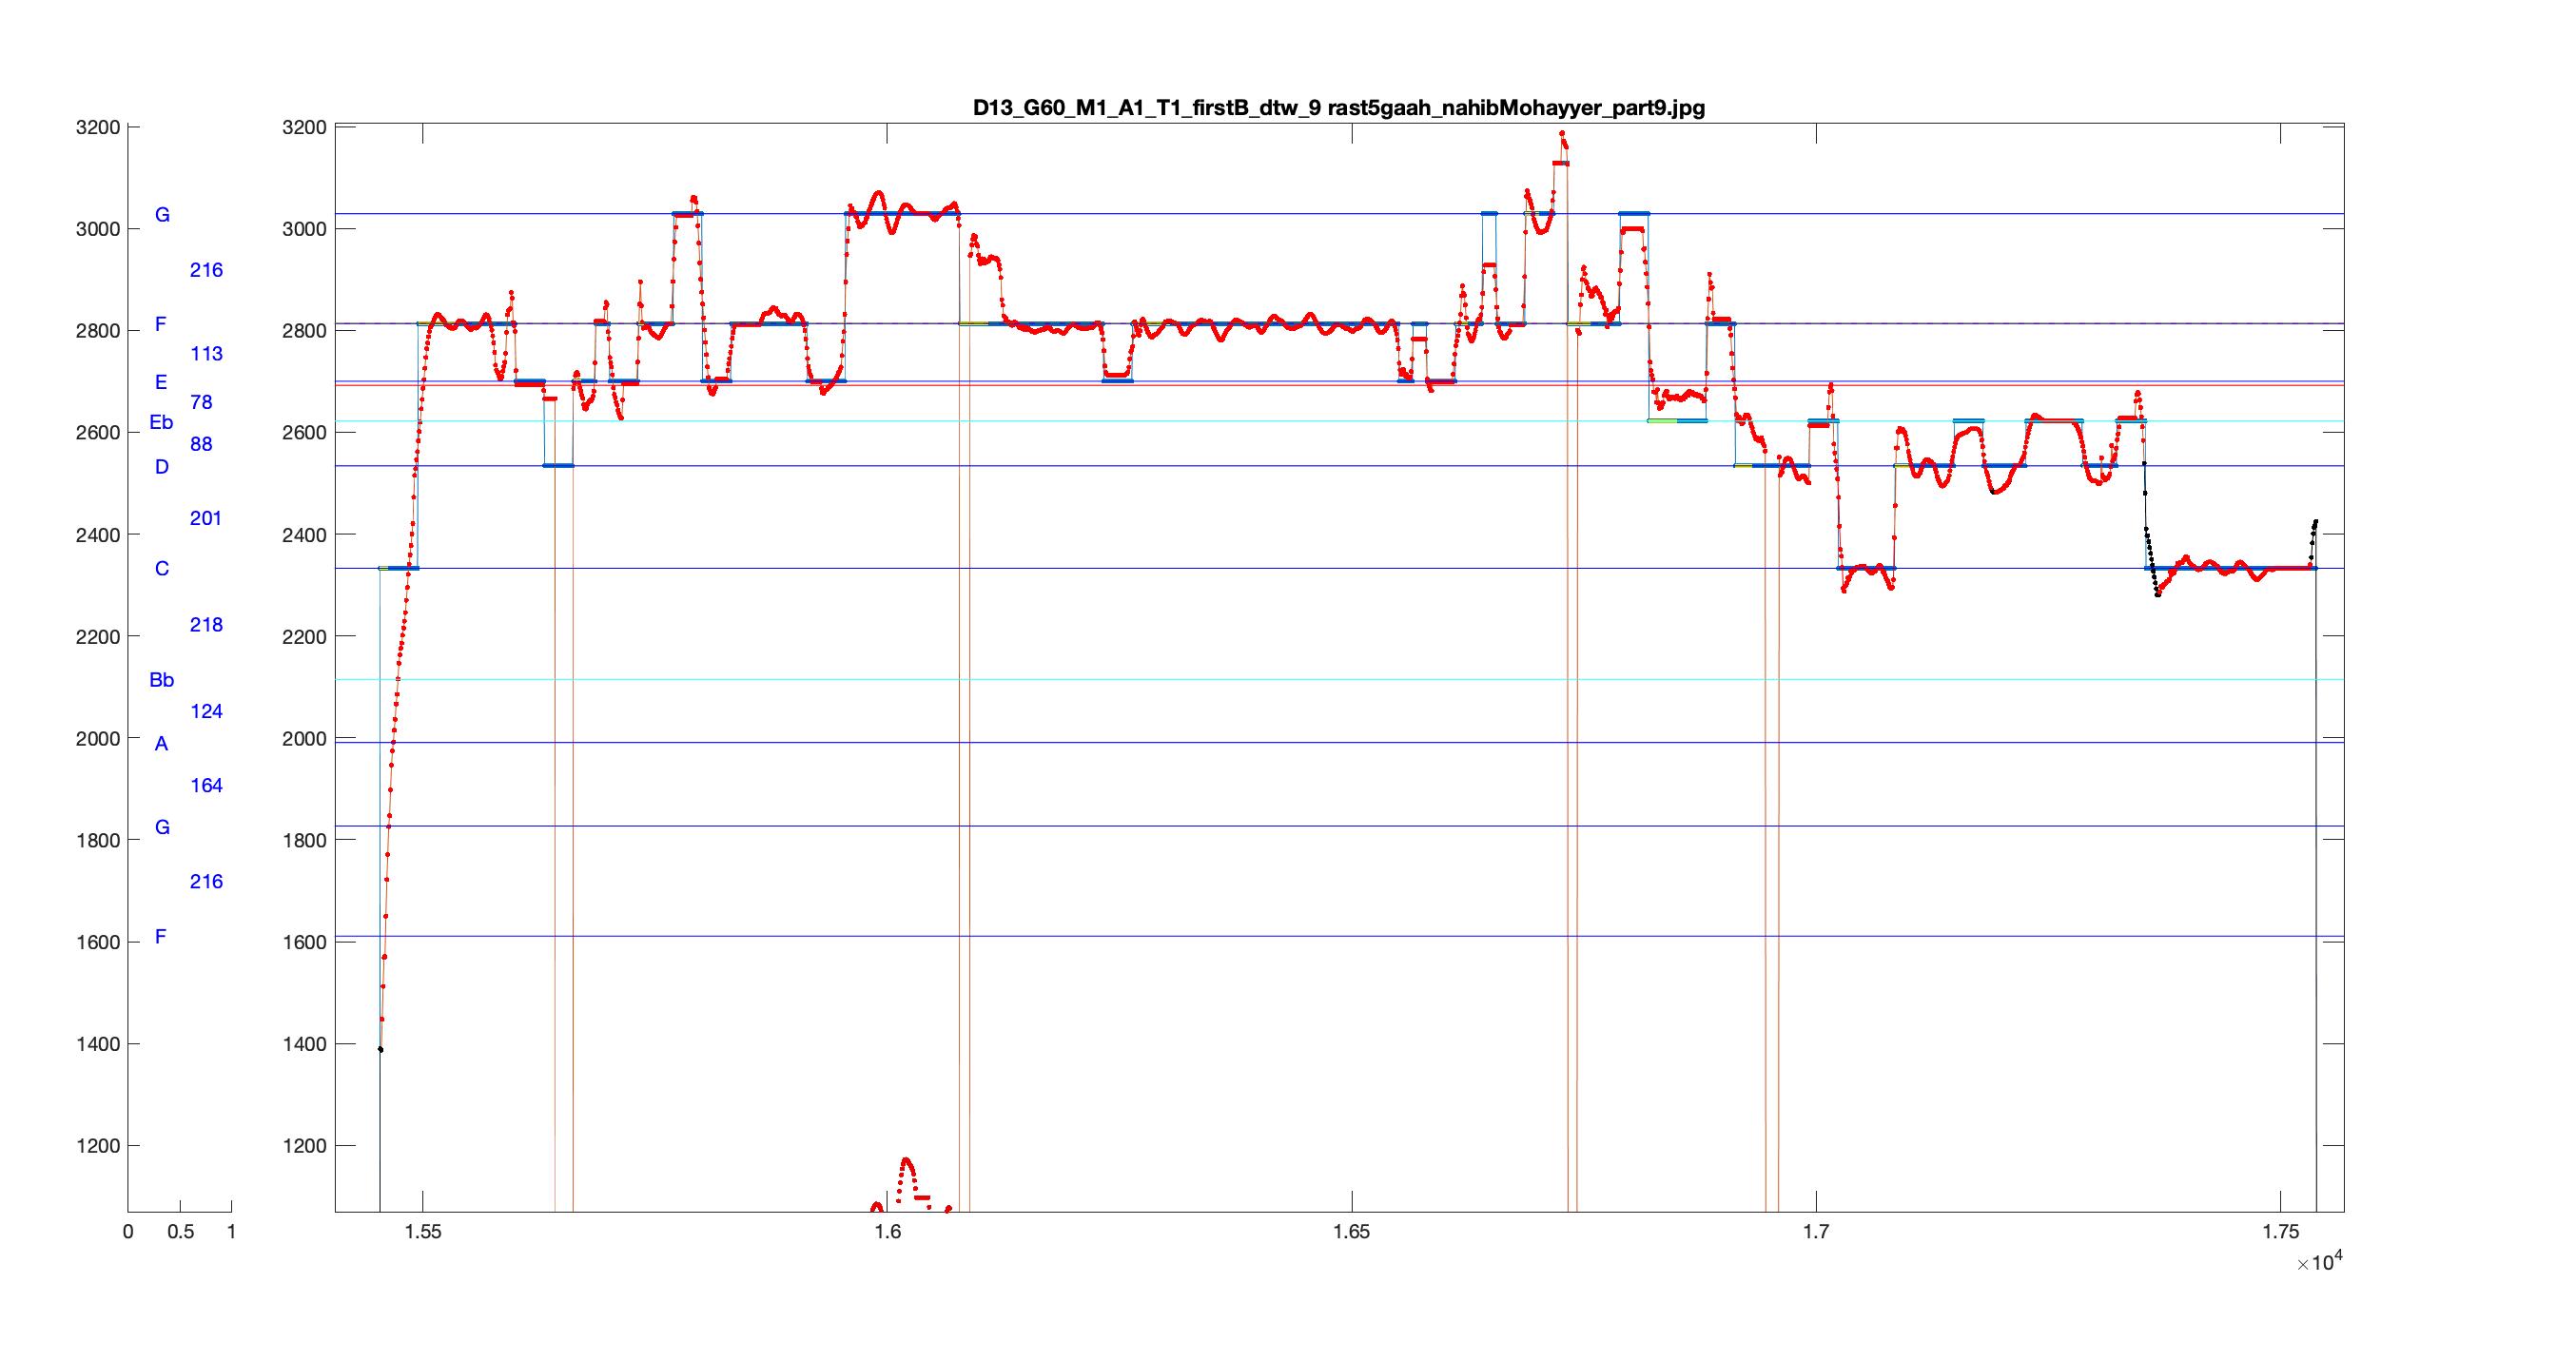 D13_G60_M1_A1_T1_firstB_dtw_9 rast5gaah_nahibMohayyer_part9.jpg
3200 3200
G
3000 3000
216
F
2800 2800
113
E
78
2600 Eb 2600
88
D
201
2400 2400
C
218
2200 2200
Bb
124
2000 A 2000
164
1800 G 1800
216
1600 F 1600
1400 1400
1200 1200
0 0.5 1 1.55 1.6 1.65 1.7 1.75
×10^4